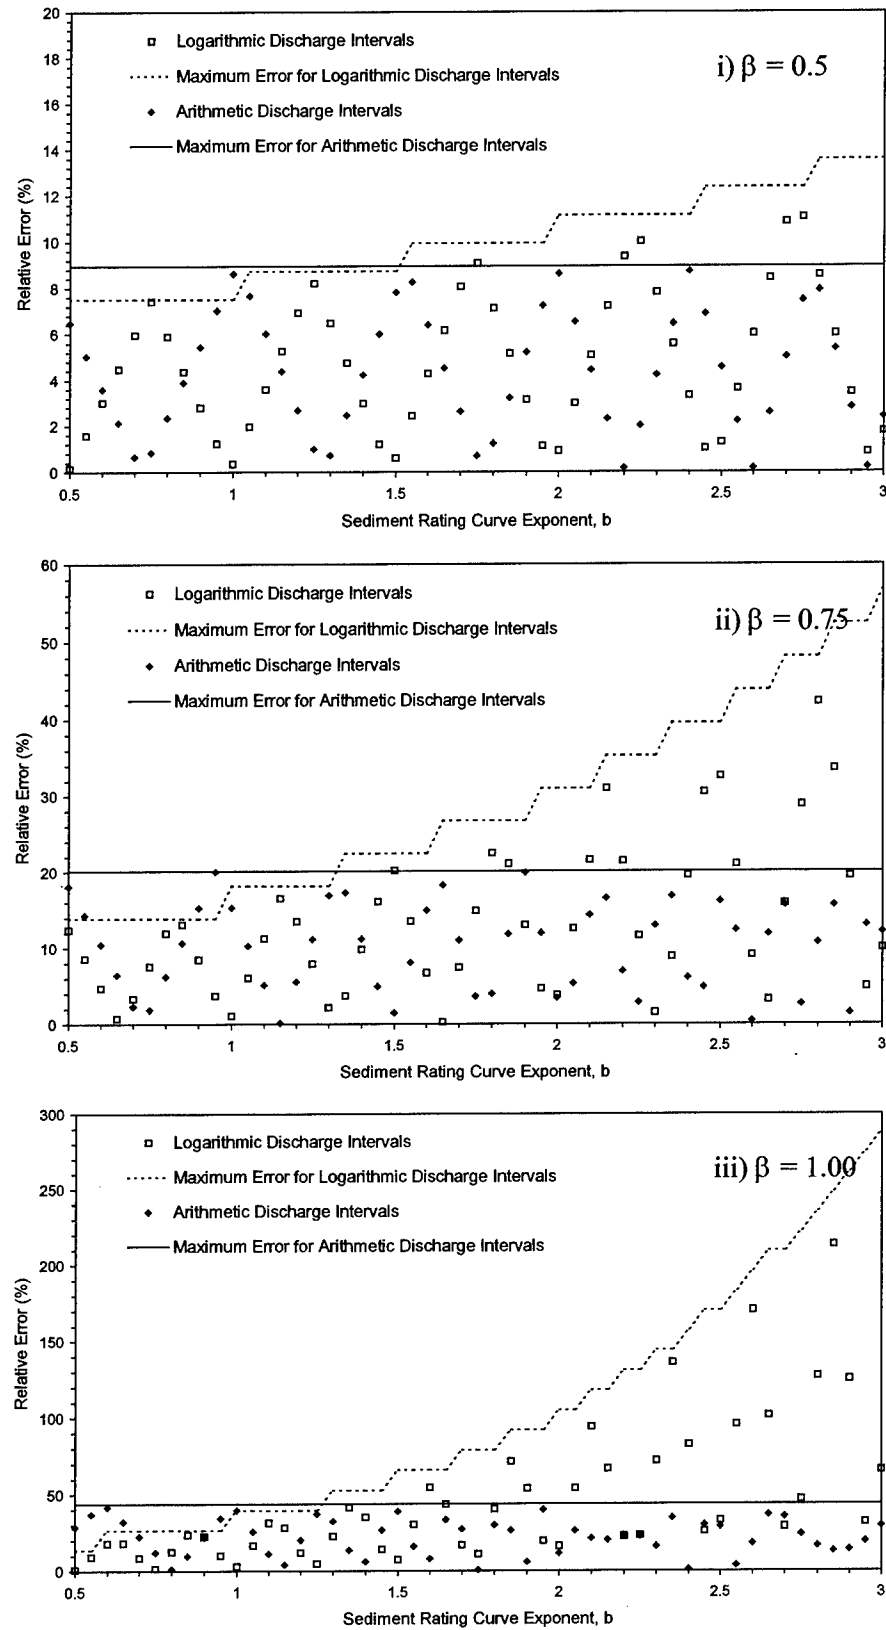 20
18
16
14
12
10
8
6
4
2
0
Relative Error (%)
Logarithmic Discharge Intervals
Maximum Error for Logarithmic Discharge Intervals
Arithmetic Discharge Intervals
Maximum Error for Arithmetic Discharge Intervals
i) β = 0.5
0.5 1 1.5 2 2.5 3
Sediment Rating Curve Exponent, b
60
50
40
30
20
10
0
Relative Error (%)
Logarithmic Discharge Intervals
Maximum Error for Logarithmic Discharge Intervals
Arithmetic Discharge Intervals
Maximum Error for Arithmetic Discharge Intervals
ii) β = 0.75
0.5 1 1.5 2 2.5 3
Sediment Rating Curve Exponent, b
300
250
200
150
100
50
0
Relative Error (%)
Logarithmic Discharge Intervals
Maximum Error for Logarithmic Discharge Intervals
Arithmetic Discharge Intervals
Maximum Error for Arithmetic Discharge Intervals
iii) β = 1.00
0.5 1 1.5 2 2.5 3
Sediment Rating Curve Exponent, b